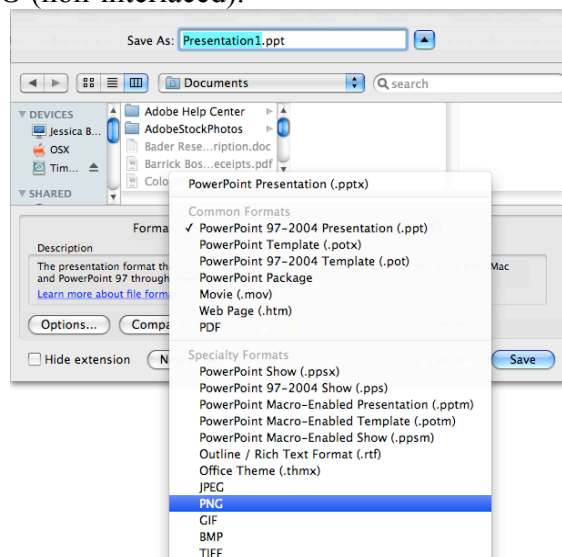 (non-interlaced).
Save As: Presentation1.ppt
Documents
search
DEVICES
Jessica B...
OSX
Tim...
SHARED
Adobe Help Center
AdobeStockPhotos
Bader Rese...ription.doc
Barrick Bos...eceipts.pdf
Colo
PowerPoint Presentation (.pptx)
Common Formats
Forma
✓ PowerPoint 97-2004 Presentation (.ppt)
Description
PowerPoint Template (.potx)
The presentation format th
PowerPoint 97-2004 Template (.pot)
Mac
and PowerPoint 97 through
PowerPoint Package
Learn more about file form
Movie (.mov)
Web Page (.htm)
Options...
Compa
PDF
Hide extension
N
Specialty Formats
Save
PowerPoint Show (.ppsx)
PowerPoint 97-2004 Show (.pps)
PowerPoint Macro-Enabled Presentation (.pptm)
PowerPoint Macro-Enabled Template (.potm)
PowerPoint Macro-Enabled Show (.ppsm)
Outline / Rich Text Format (.rtf)
Office Theme (.thmx)
JPEG
PNG
GIF
BMP
TIFF